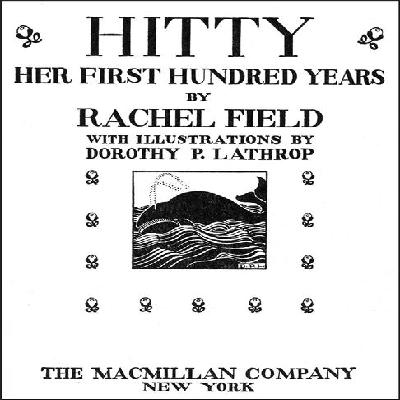 HITTY
HER FIRST HUNDRED YEARS
BY
RACHEL FIELD
WITH ILLUSTRATIONS BY
DOROTHY P. LATHROP
THE MACMILLAN COMPANY
NEW YORK